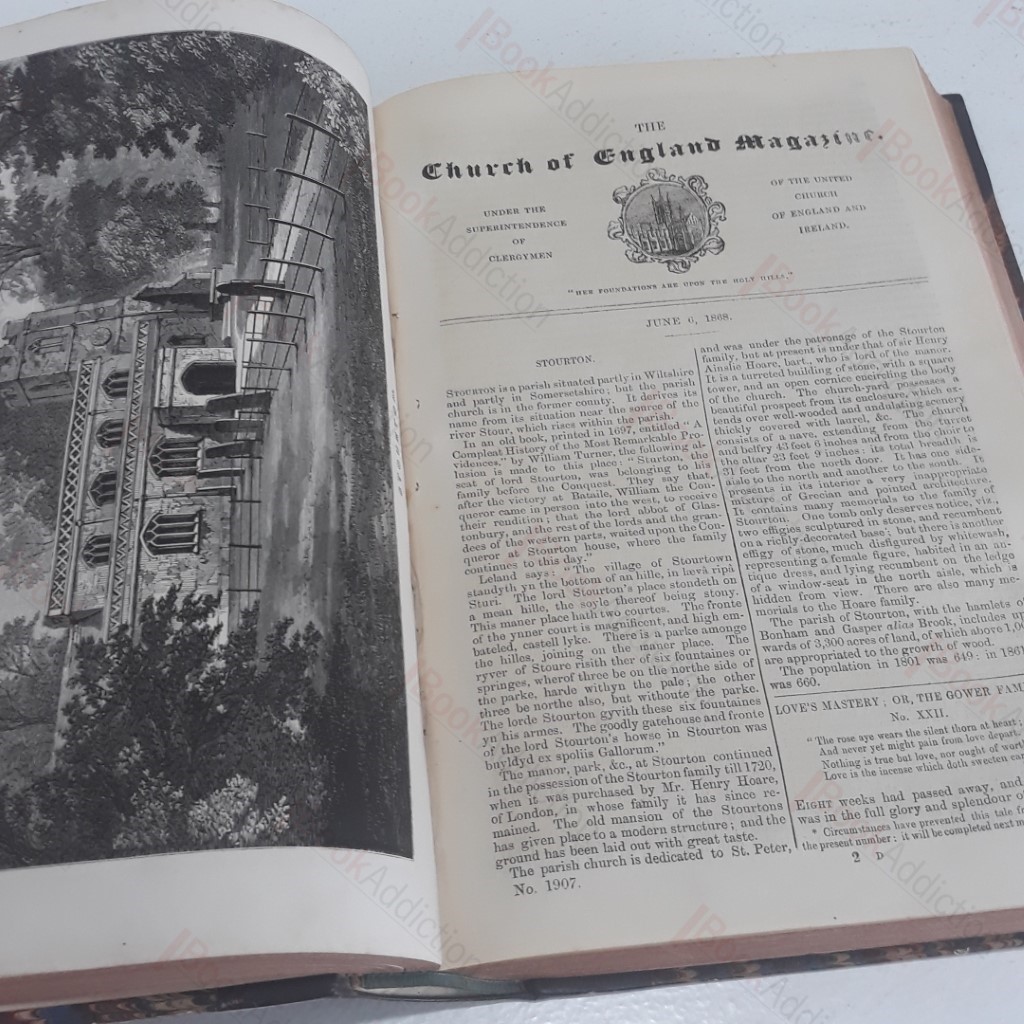 THE
Church of England Magazine.
UNDER THE
SUPERINTENDENCE
OF
CLERGYMEN
OF THE UNITED
CHURCH
OF ENGLAND AND
IRELAND.
"HER FOUNDATIONS ARE UPON THE HOLY HILLS."
JUNE 6, 1868.
STOURTON.
STOURTON is a parish situated partly in Wiltshire
and partly in Somersetshire; but the parish
church is in the former county. It derives its
name from its situation near the source of the
river Stour, which rises within the parish.
In an old book, printed in 1697, entitled "A
Compleat History of the Most Remarkable Pro-
vidences," by William Turner, the following al-
lusion is made to this place: "Sturton, the
seat of lord Sturton, was belonging to his
family before the Conquest. They say that,
after the victory at Bataile, William the Con-
queror came in person into the west, to receive
their rendition; that the lord abbot of Glas-
tonbury, and the rest of the lords and the gran-
dees of the western parts, waited upon the Con-
queror at Stourton house, where the family
continues to this day."
Leland says: "The village of Stourtown
standyth yn the bottom of an hille, in lævâ ripâ
Sturi. The lord Stourton's place stondeth on
a mean hille, the soyle thereof being stony.
This maner place hath two courtes. The fronte
of the ynner court is magnificent, and high em-
bateled, castell lyke. There is a parke amonge
the hilles, joining on the maner place. The
ryver of Stoure risith ther of six fountaines or
springes, wherof three be on the northe side of
the parke, harde withyn the pale; the other
three be northe also, but withoute the parke.
The lorde Stourton gyvith these six fountaines
yn his armes. The goodly gatehouse and fronte
of the lord Stourton's howse in Stourton was
buyldyd ex spoliis Gallorum."
The manor, park, &c., at Stourton continued
in the possession of the Stourton family till 1720,
when it was purchased by Mr. Henry Hoare,
of London, in whose family it has since re-
mained. The old mansion of the Stourtons
has given place to a modern structure; and the
ground has been laid out with great taste.
The parish church is dedicated to St. Peter,
No. 1907.
and was under the patronage of the Stourton
family, but at present is under that of sir Henry
Ainslie Hoare, bart., who is lord of the manor.
It is a turreted building of stone, with a square
tower, and an open cornice encircling the body
of the church. The church-yard possesses a
beautiful prospect from its enclosure, which ex-
tends over well-wooded and undulating scenery
thickly covered with laurel, &c. The church
consists of a nave, extending from the turret
and belfry 43 feet 6 inches and from the choir to
the altar 23 feet 9 inches: its total breadth is
31 feet from the north door. It has one side-
aisle to the north and another to the south. It
presents in its interior a very inappropriate
mixture of Grecian and pointed architecture.
It contains many memorials to the family of
Stourton. One tomb only deserves notice, viz.,
two effigies sculptured in stone, and recumbent
on a richly-decorated base; but there is another
effigy of stone, much disfigured by whitewash,
representing a female figure, habited in an an-
tique dress, and lying recumbent on the ledge
of a window-seat in the north aisle, which is
hidden from view. There are also many me-
morials to the Hoare family.
The parish of Stourton, with the hamlets o
Bonham and Gasper alias Brook, includes up
wards of 3,300 acres of land, of which above 1,0
are appropriated to the growth of wood.
The population in 1801 was 649: in 1861
was 660.
LOVE'S MASTERY; OR, THE GOWER FAM
No. XXII.
"The rose aye wears the silent thorn at heart;
And never yet might pain from love depart.
Nothing is true but love, nor ought of wort
Love is the incense which doth sweeten eart
EIGHT weeks had passed away, and
was in the full glory and splendour o
* Circumstances have prevented this tale f
the present number: it will be completed next m
2 D
BookAddiction